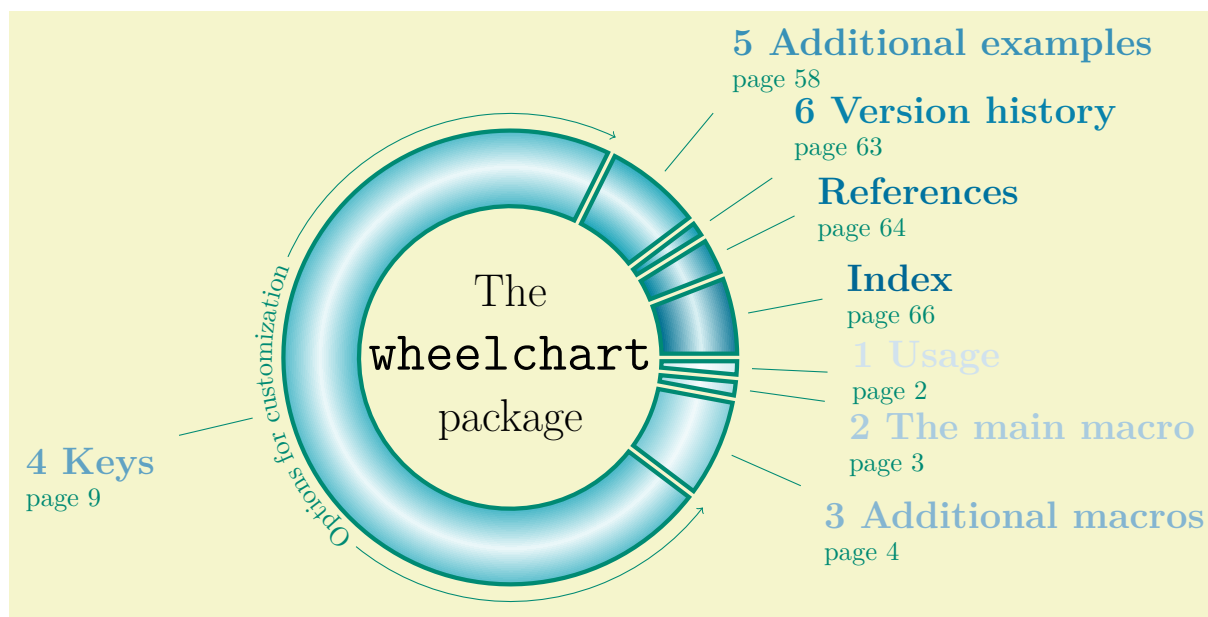 5 Additional examples
page 58
6 Version history
page 63
References
page 64
Index
page 66
1 Usage
page 2
2 The main macro
page 3
3 Additional macros
page 4
4 Keys
page 9
Options for customization
The
wheelchart
package